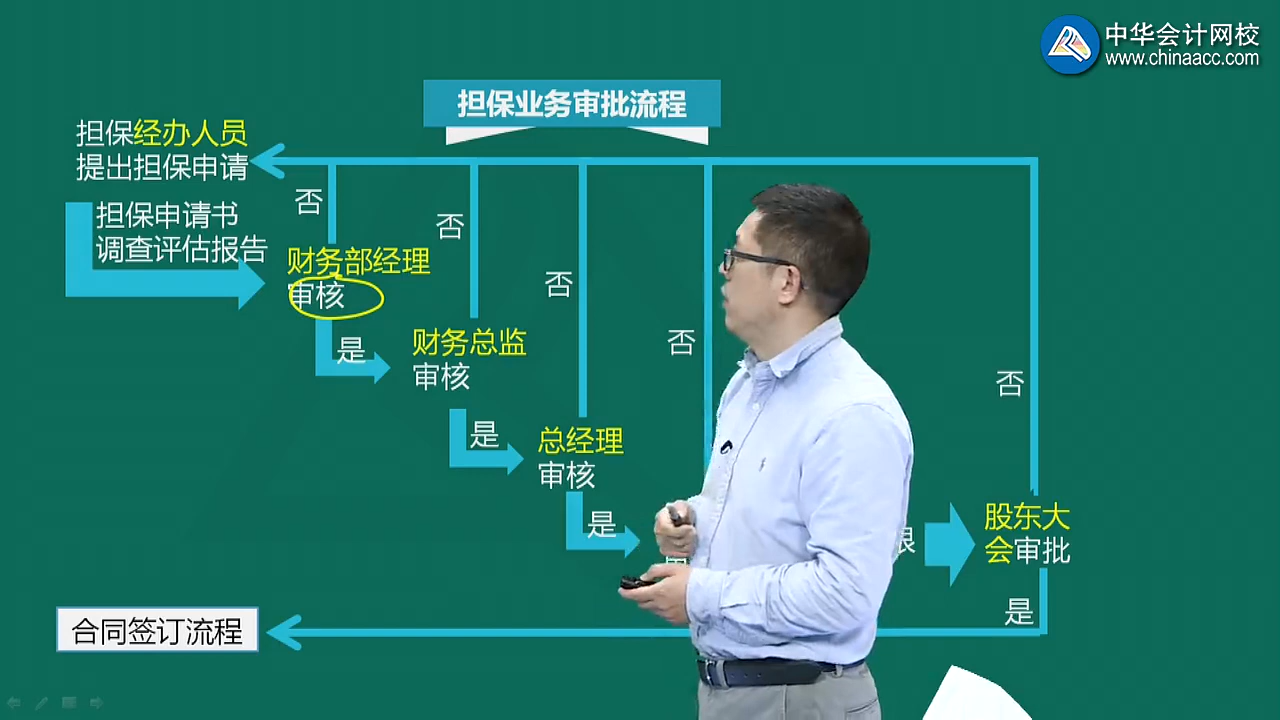 中华会计网校
www.chinaacc.com
担保业务审批流程
担保经办人员
提出担保申请
担保申请书
调查评估报告
否
财务部经理
审核
是
否
财务总监
审核
是
否
总经理
审核
是
否
否
股东大
会审批
是
合同签订流程